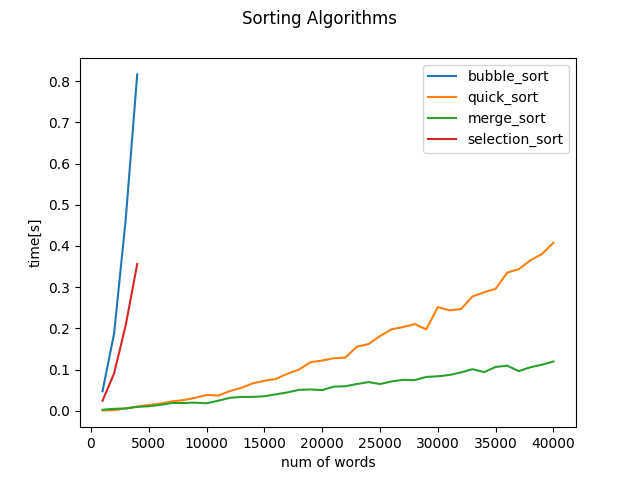 Sorting Algorithms
bubble_sort
quick_sort
merge_sort
selection_sort
time[s]
0.8
0.7
0.6
0.5
0.4
0.3
0.2
0.1
0.0
0
5000
10000
15000
20000
25000
30000
35000
40000
num of words